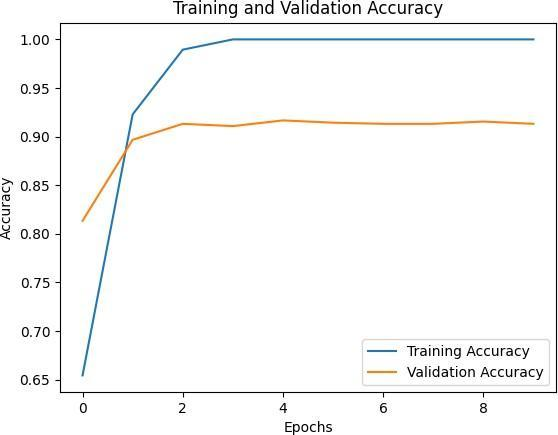 Training and Validation Accuracy
1.00
0.95
0.90
0.85
0.80
0.75
0.70
0.65
Accuracy
0 2 4 6 8
Epochs
Training Accuracy
Validation Accuracy